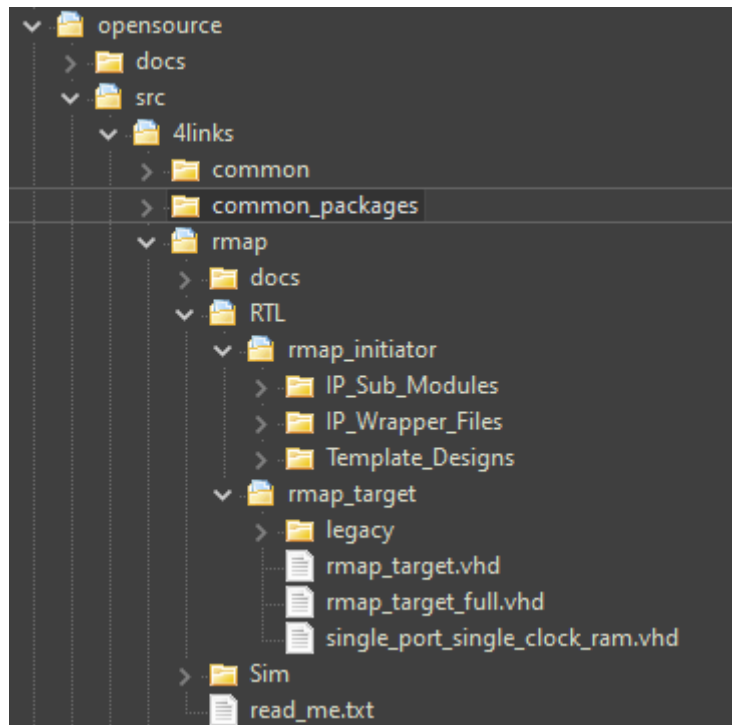 opensource
docs
src
4links
common
common_packages
rmap
docs
RTL
rmap_initiator
IP_Sub_Modules
IP_Wrapper_Files
Template_Designs
rmap_target
legacy
rmap_target.vhd
rmap_target_full.vhd
single_port_single_clock_ram.vhd
Sim
read_me.txt